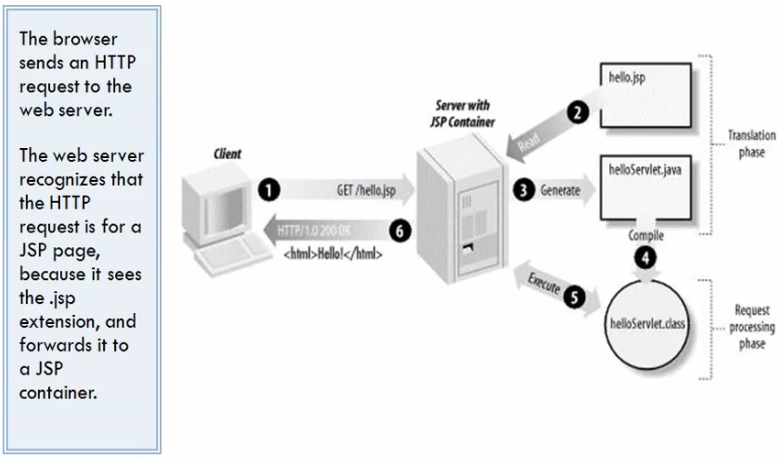 The browser
sends an HTTP
request to the
web server.
The web server
recognizes that
the HTTP
request is for a
JSP page,
because it sees
the .jsp
extension, and
forwards it to
a JSP
container.
Client
Server with
JSP Container
1
GET /hello.jsp
HTTP/1.0 200 OK
6
<html>Hello!</html>
hello.jsp
2
Read
3
Generate
helloServlet.java
Translation
phase
Compile
4
Execute
5
helloServlet.class
Request
processing
phase